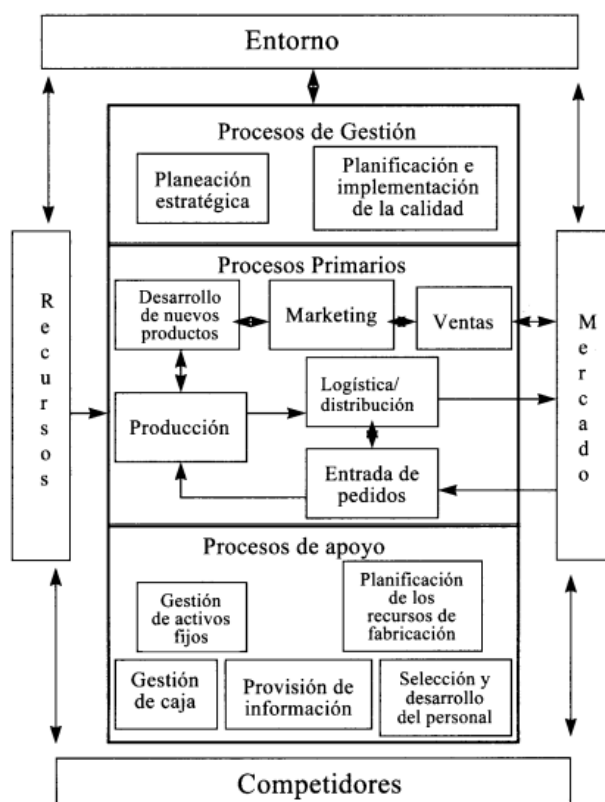 Entorno
Procesos de Gestión
Planeación
estratégica
Planificación e
implementación
de la calidad
Recursos
Procesos Primarios
Desarrollo
de nuevos
productos
Marketing
Ventas
Mercado
Producción
Logística/
distribución
Entrada de
pedidos
Procesos de apoyo
Gestión
de activos
fijos
Planificación
de los
recursos de
fabricación
Gestión
de caja
Provisión de
información
Selección y
desarrollo
del personal
Competidores